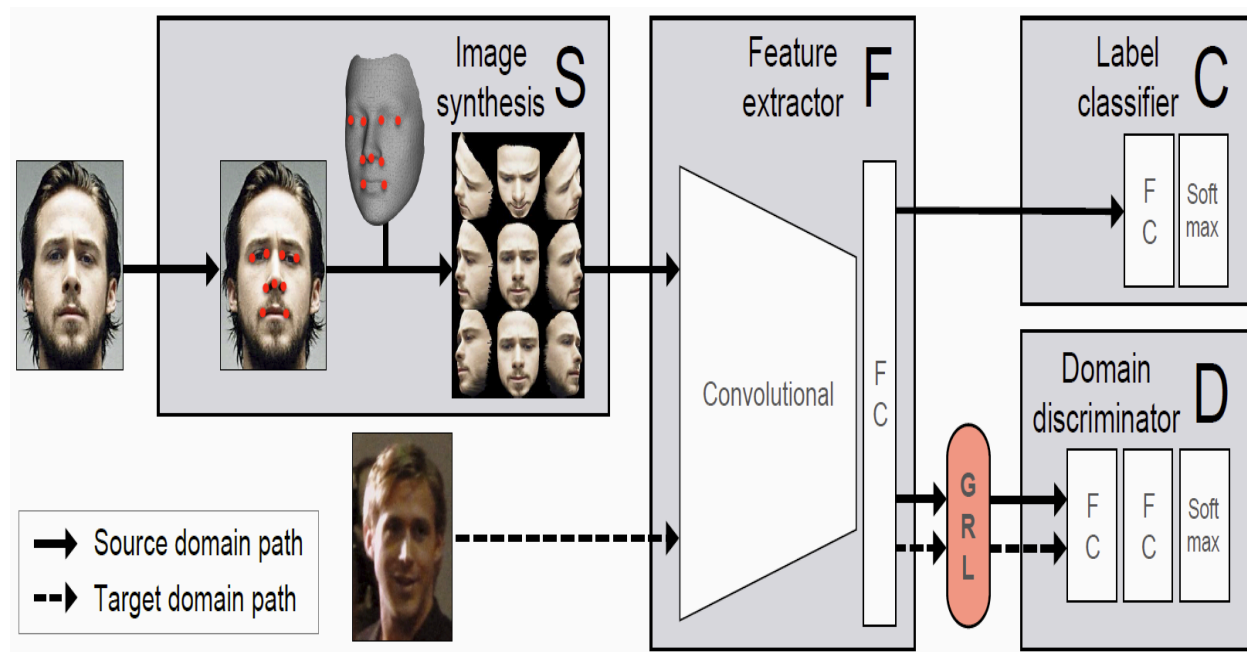 Image
synthesis
S
Feature
extractor
F
Label
classifier
C
F
C
Soft
max
Convolutional
F
C
G
R
L
Domain
discriminator
D
F
C
F
C
Soft
max
Source domain path
Target domain path